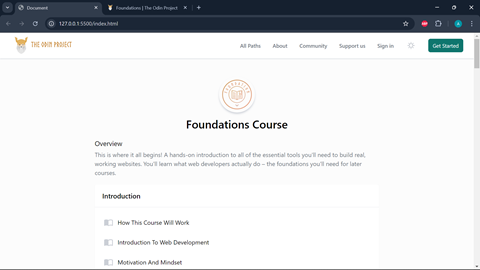 Document
Foundations | The Odin Project
127.0.0.1:5500/index.html
THE ODIN PROJECT
All Paths
About
Community
Support us
Sign in
Get Started
Foundations Course
Overview
This is where it all begins! A hands-on introduction to all of the essential tools you'll need to build real,
working websites. You'll learn what web developers actually do – the foundations you'll need for later
courses.
Introduction
How This Course Will Work
Introduction To Web Development
Motivation And Mindset